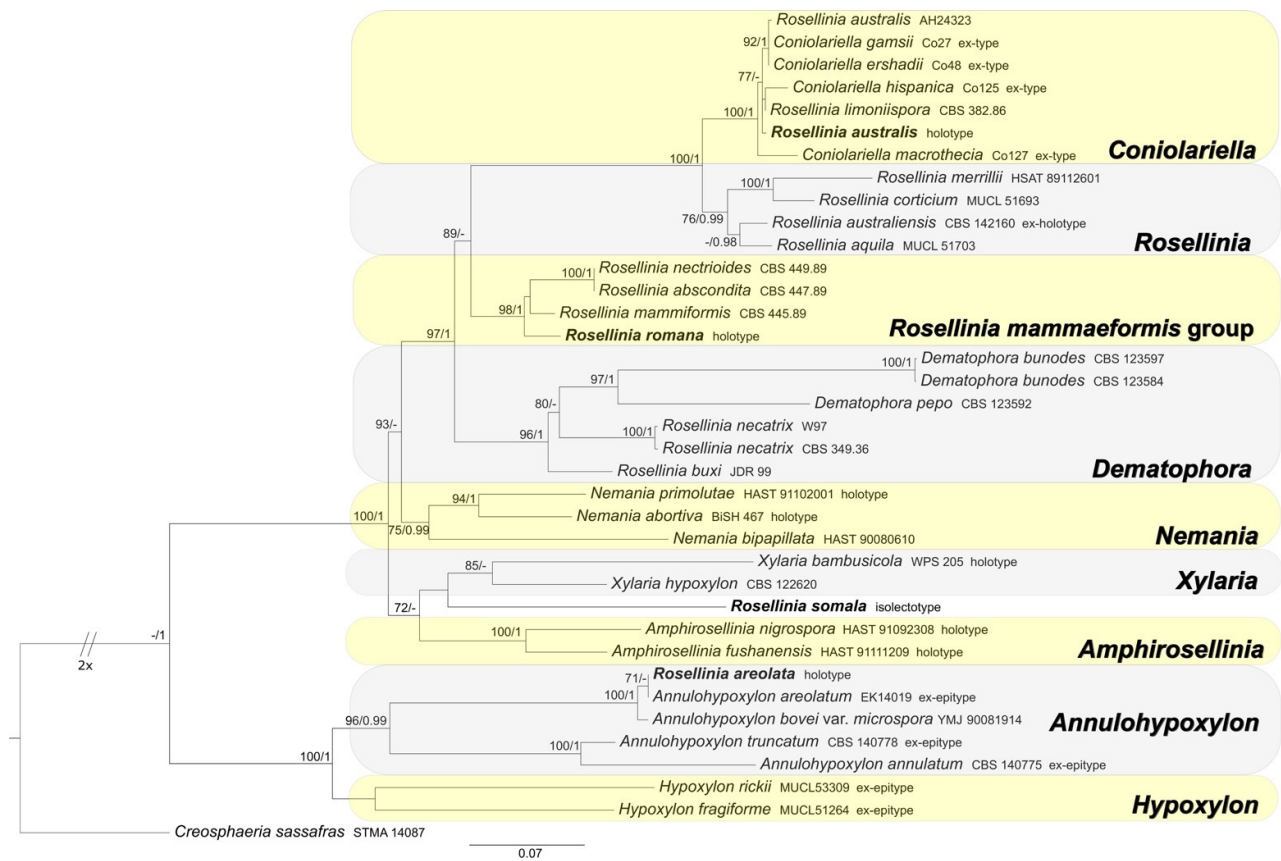 Rosellinia australis AH24323
92/1
Coniolariella gamsii Co27 ex-type
Coniolariella ershadii Co48 ex-type
77/-
Coniolariella hispanica Co125 ex-type
100/1
Rosellinia limoniispora CBS 382.86
Rosellinia australis holotype
Coniolariella macrothecia Co127 ex-type
Coniolariella
100/1
Rosellinia merrillii HSAT 89112601
100/1
Rosellinia corticium MUCL 51693
76/0.99
Rosellinia australiensis CBS 142160 ex-holotype
-/0.98
Rosellinia aquila MUCL 51703
Rosellinia
89/-
Rosellinia nectrioides CBS 449.89
100/1
Rosellinia abscondita CBS 447.89
98/1
Rosellinia mammiformis CBS 445.89
Rosellinia romana holotype
Rosellinia mammaeformis group
97/1
Dematophora bunodes CBS 123597
100/1
Dematophora bunodes CBS 123584
97/1
Dematophora pepo CBS 123592
80/-
Rosellinia necatrix W97
100/1
Rosellinia necatrix CBS 349.36
96/1
Rosellinia buxi JDR 99
Dematophora
93/-
Nemania primolutae HAST 91102001 holotype
94/1
Nemania abortiva BiSH 467 holotype
75/0.99
Nemania bipapillata HAST 90080610
Nemania
100/1
Xylaria bambusicola WPS 205 holotype
85/-
Xylaria hypoxylon CBS 122620
Xylaria
72/-
Rosellinia somala isolectotype
Amphirosellinia nigrospora HAST 91092308 holotype
100/1
Amphirosellinia fushanensis HAST 91111209 holotype
Amphirosellinia
-/1
2x
Rosellinia areolata holotype
71/-
Annulohypoxylon areolatum EK14019 ex-epitype
100/1
Annulohypoxylon bovei var. microspora YMJ 90081914
96/0.99
Annulohypoxylon truncatum CBS 140778 ex-epitype
100/1
Annulohypoxylon annulatum CBS 140775 ex-epitype
Annulohypoxylon
100/1
Hypoxylon rickii MUCL53309 ex-epitype
Hypoxylon fragiforme MUCL51264 ex-epitype
Hypoxylon
Creosphaeria sassafras STMA 14087
0.07